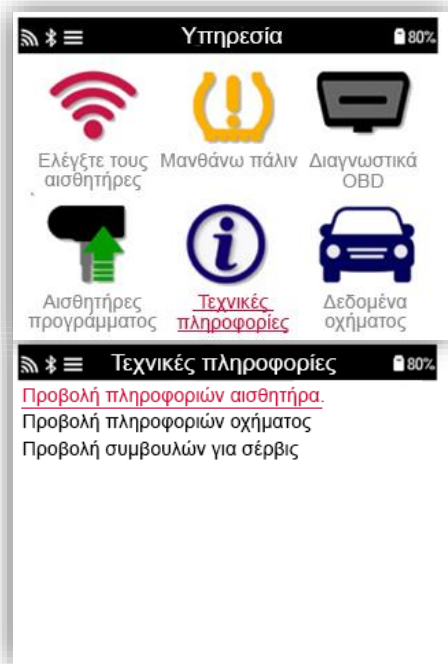 Υπηρεσία 80%
Ελέγξτε τους Μανθάνω πάλιν Διαγνωστικά
αισθητήρες OBD
Αισθητήρες Τεχνικές Δεδομένα
προγράμματος πληροφορίες οχήματος
Τεχνικές πληροφορίες 80%
Προβολή πληροφοριών αισθητήρα.
Προβολή πληροφοριών οχήματος
Προβολή συμβουλών για σέρβις